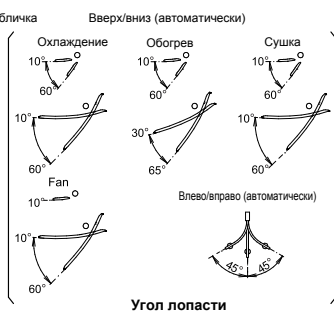 бличка Вверх/вниз (автоматически)
Охлаждение Обогрев Сушка
10° 10° 10°
60° 60° 60°
10° 30° 10°
60° 65° 60°
Fan
10°
Влево/вправо (автоматически)
10°
45° 45°
60°
Угол лопасти